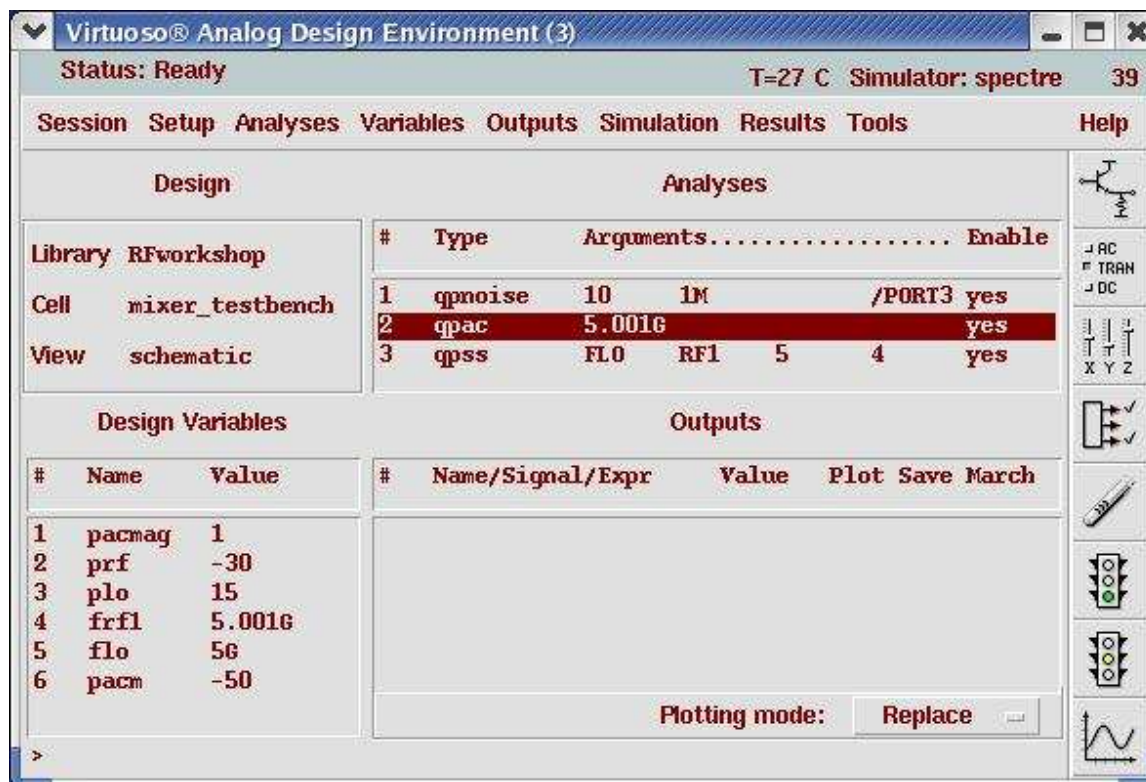 Virtuoso® Analog Design Environment (3)
Status: Ready T=27 C Simulator: spectre 39
Session Setup Analyses Variables Outputs Simulation Results Tools Help
Design
Library RFworkshop
Cell mixer_testbench
View schematic
Analyses
# Type Arguments................... Enable
1 qpnoise 10 1M /PORT3 yes
2 qpac 5.001G yes
3 qpss FLO RF1 5 4 yes
Design Variables
# Name Value
1 pacmag 1
2 prf -30
3 plo 15
4 frf1 5.001G
5 flo 5G
6 pacm -50
Outputs
# Name/Signal/Expr Value Plot Save March
Plotting mode: Replace
>
AC
TRAN
DC
X Y Z